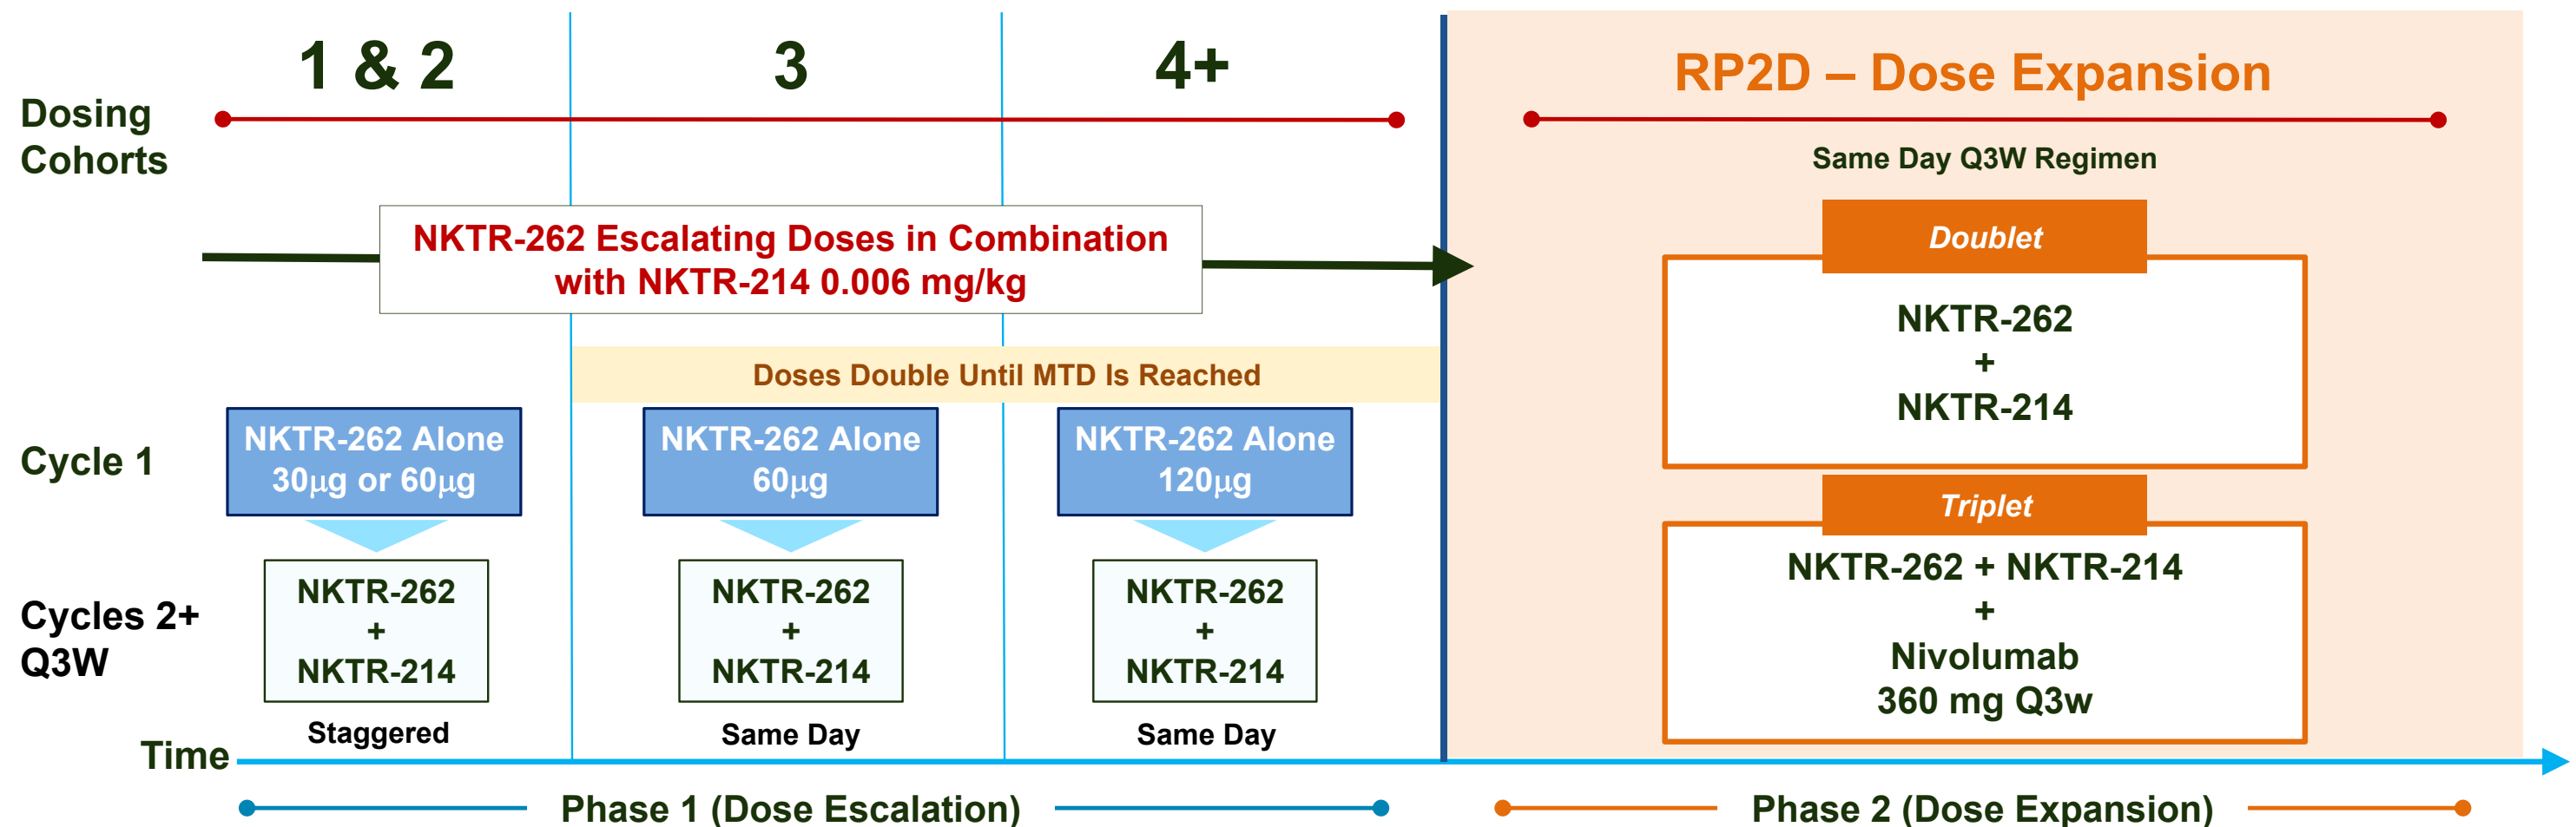 1 & 2
3
4+
RP2D – Dose Expansion
Dosing
Cohorts
Same Day Q3W Regimen
NKTR-262 Escalating Doses in Combination
with NKTR-214 0.006 mg/kg
Doublet
NKTR-262
+
NKTR-214
Doses Double Until MTD Is Reached
Cycle 1
NKTR-262 Alone
30µg or 60µg
NKTR-262 Alone
60µg
NKTR-262 Alone
120µg
Triplet
NKTR-262 + NKTR-214
+
Nivolumab
360 mg Q3w
Cycles 2+
Q3W
NKTR-262
+
NKTR-214
Staggered
NKTR-262
+
NKTR-214
Same Day
NKTR-262
+
NKTR-214
Same Day
Time
Phase 1 (Dose Escalation)
Phase 2 (Dose Expansion)